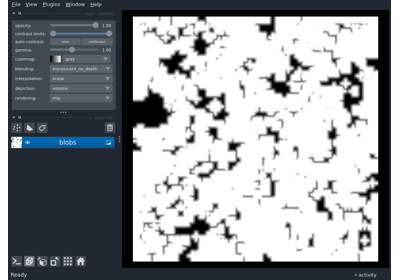 File View Plugins Window Help
opacity: 1.00
contrast limits:
auto-contrast: once continuous
gamma: 1.00
colormap: gray
blending: translucent_no_depth
interpolation: linear
depiction: volume
rendering: mip
blobs
Ready activity